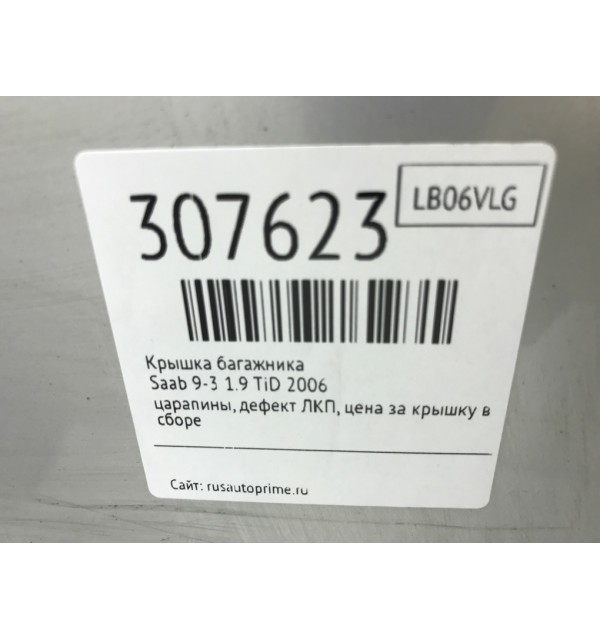 307623
LB06VLG
Крышка багажника
Saab 9-3 1.9 TiD 2006
царапины, дефект ЛКП, цена за крышку в
сборе
Сайт: rusautoprime.ru